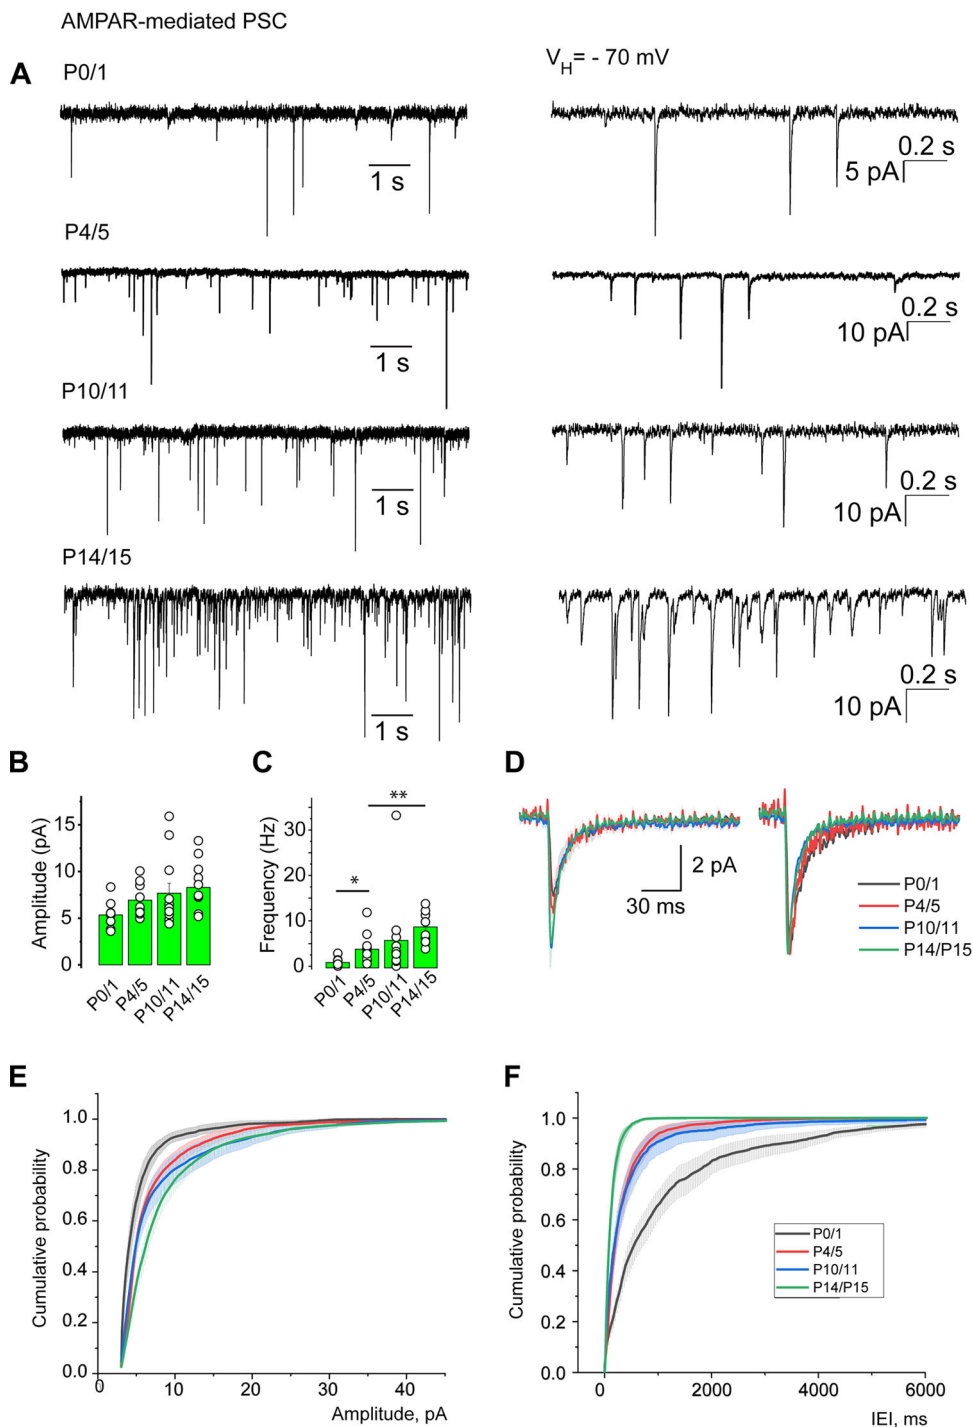 AMPAR-mediated PSC
V_H= - 70 mV
A
P0/1
1 s
0.2 s
5 pA
P4/5
1 s
0.2 s
10 pA
P10/11
1 s
0.2 s
10 pA
P14/15
1 s
0.2 s
10 pA
B
Amplitude (pA)
15
10
5
0
P0/1
P4/5
P10/11
P14/15
C
Frequency (Hz)
30
20
10
0
*
**
P0/1
P4/5
P10/11
P14/15
D
2 pA
30 ms
P0/1
P4/5
P10/11
P14/P15
E
Cumulative probability
1.0
0.8
0.6
0.4
0.2
0.0
0 10 20 30 40
Amplitude, pA
F
Cumulative probability
1.0
0.8
0.6
0.4
0.2
0.0
P0/1
P4/5
P10/11
P14/P15
0 2000 4000 6000
IEI, ms